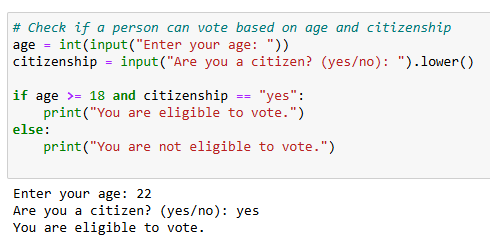 # Check if a person can vote based on age and citizenship
age = int(input("Enter your age: "))
citizenship = input("Are you a citizen? (yes/no): ").lower()
if age >= 18 and citizenship == "yes":
    print("You are eligible to vote.")
else:
    print("You are not eligible to vote.")
Enter your age: 22
Are you a citizen? (yes/no): yes
You are eligible to vote.